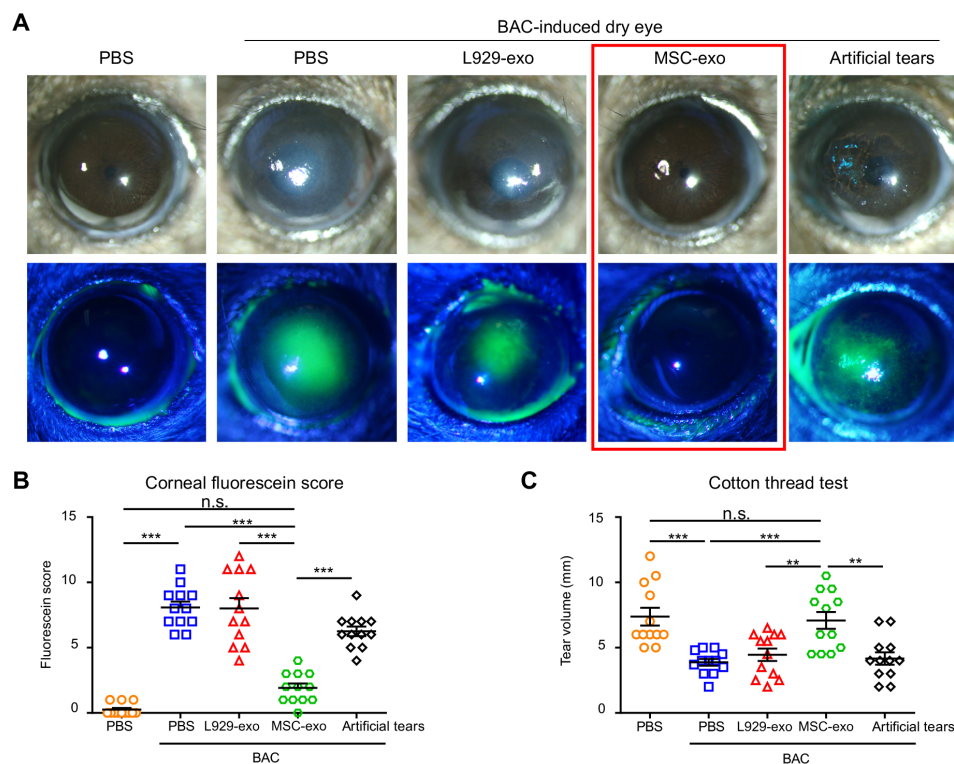 A
BAC-induced dry eye
PBS
PBS
L929-exo
MSC-exo
Artificial tears
B
Corneal fluorescein score
n.s.
***
***
***
***
15
10
5
0
Fluorescein score
PBS
PBS
L929-exo
MSC-exo
Artificial tears
BAC
C
Cotton thread test
n.s.
***
***
**
**
15
10
5
0
Tear volume (mm)
PBS
PBS
L929-exo
MSC-exo
Artificial tears
BAC